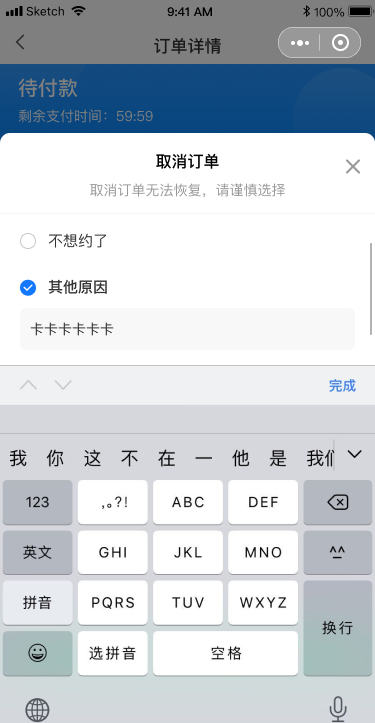 Sketch 9:41 AM 100%
订单详情
待付款
剩余支付时间：59:59
取消订单
取消订单无法恢复，请谨慎选择
不想约了
其他原因
卡卡卡卡卡卡
完成
我 你 这 不 在 一 他 是 我们
123 ,。?! ABC DEF
英文 GHI JKL MNO ^^
拼音 PQRS TUV WXYZ 换行
选拼音 空格